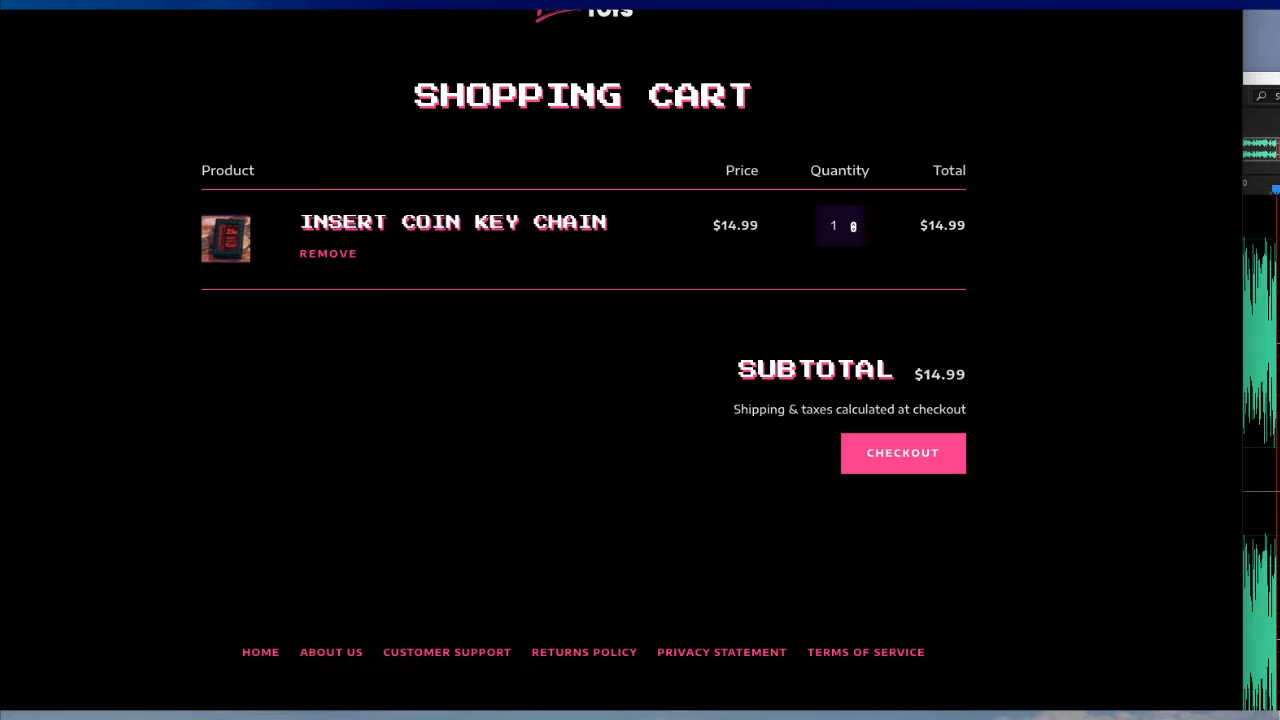 TOYS
SHOPPING CART
Product Price Quantity Total
INSERT COIN KEY CHAIN $14.99 1 $14.99
REMOVE
SUBTOTAL $14.99
Shipping & taxes calculated at checkout
CHECKOUT
HOME ABOUT US CUSTOMER SUPPORT RETURNS POLICY PRIVACY STATEMENT TERMS OF SERVICE